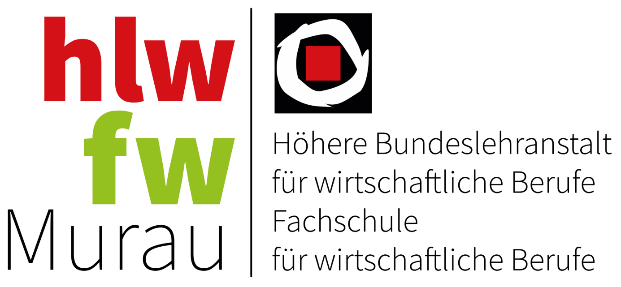 hlw
fw
Murau
Höhere Bundeslehranstalt
für wirtschaftliche Berufe
Fachschule
für wirtschaftliche Berufe